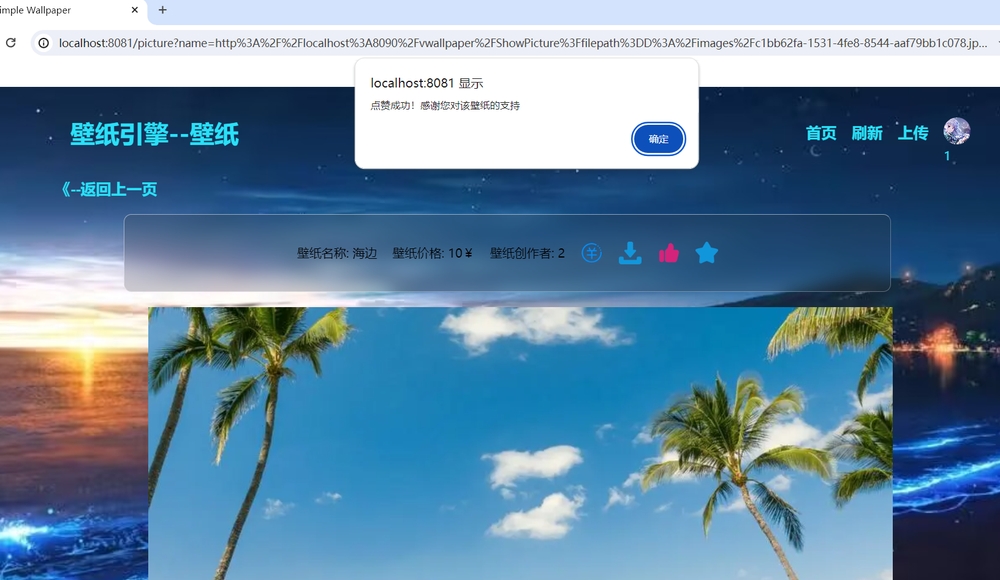 imple Wallpaper
localhost:8081/picture?name=http%3A%2F%2Flocalhost%3A8090%2Fvwallpaper%2FShowPicture%3Ffilepath%3DD%3A%2Fimages%2Fc1bb62fa-1531-4fe8-8544-aaf79bb1c078.jp...
localhost:8081 显示
点赞成功！感谢您对该壁纸的支持
确定
壁纸引擎--壁纸
首页 刷新 上传
1
《--返回上一页
壁纸名称: 海边 壁纸价格: 10￥ 壁纸创作者: 2 ¥